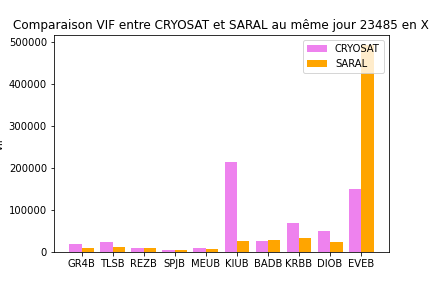 Comparaison VIF entre CRYOSAT et SARAL au même jour 23485 en X
CRYOSAT
SARAL
500000
400000
300000
200000
100000
0
GR4B TLSB REZB SPJB MEUB KIUB BADB KRBB DIOB EVEB